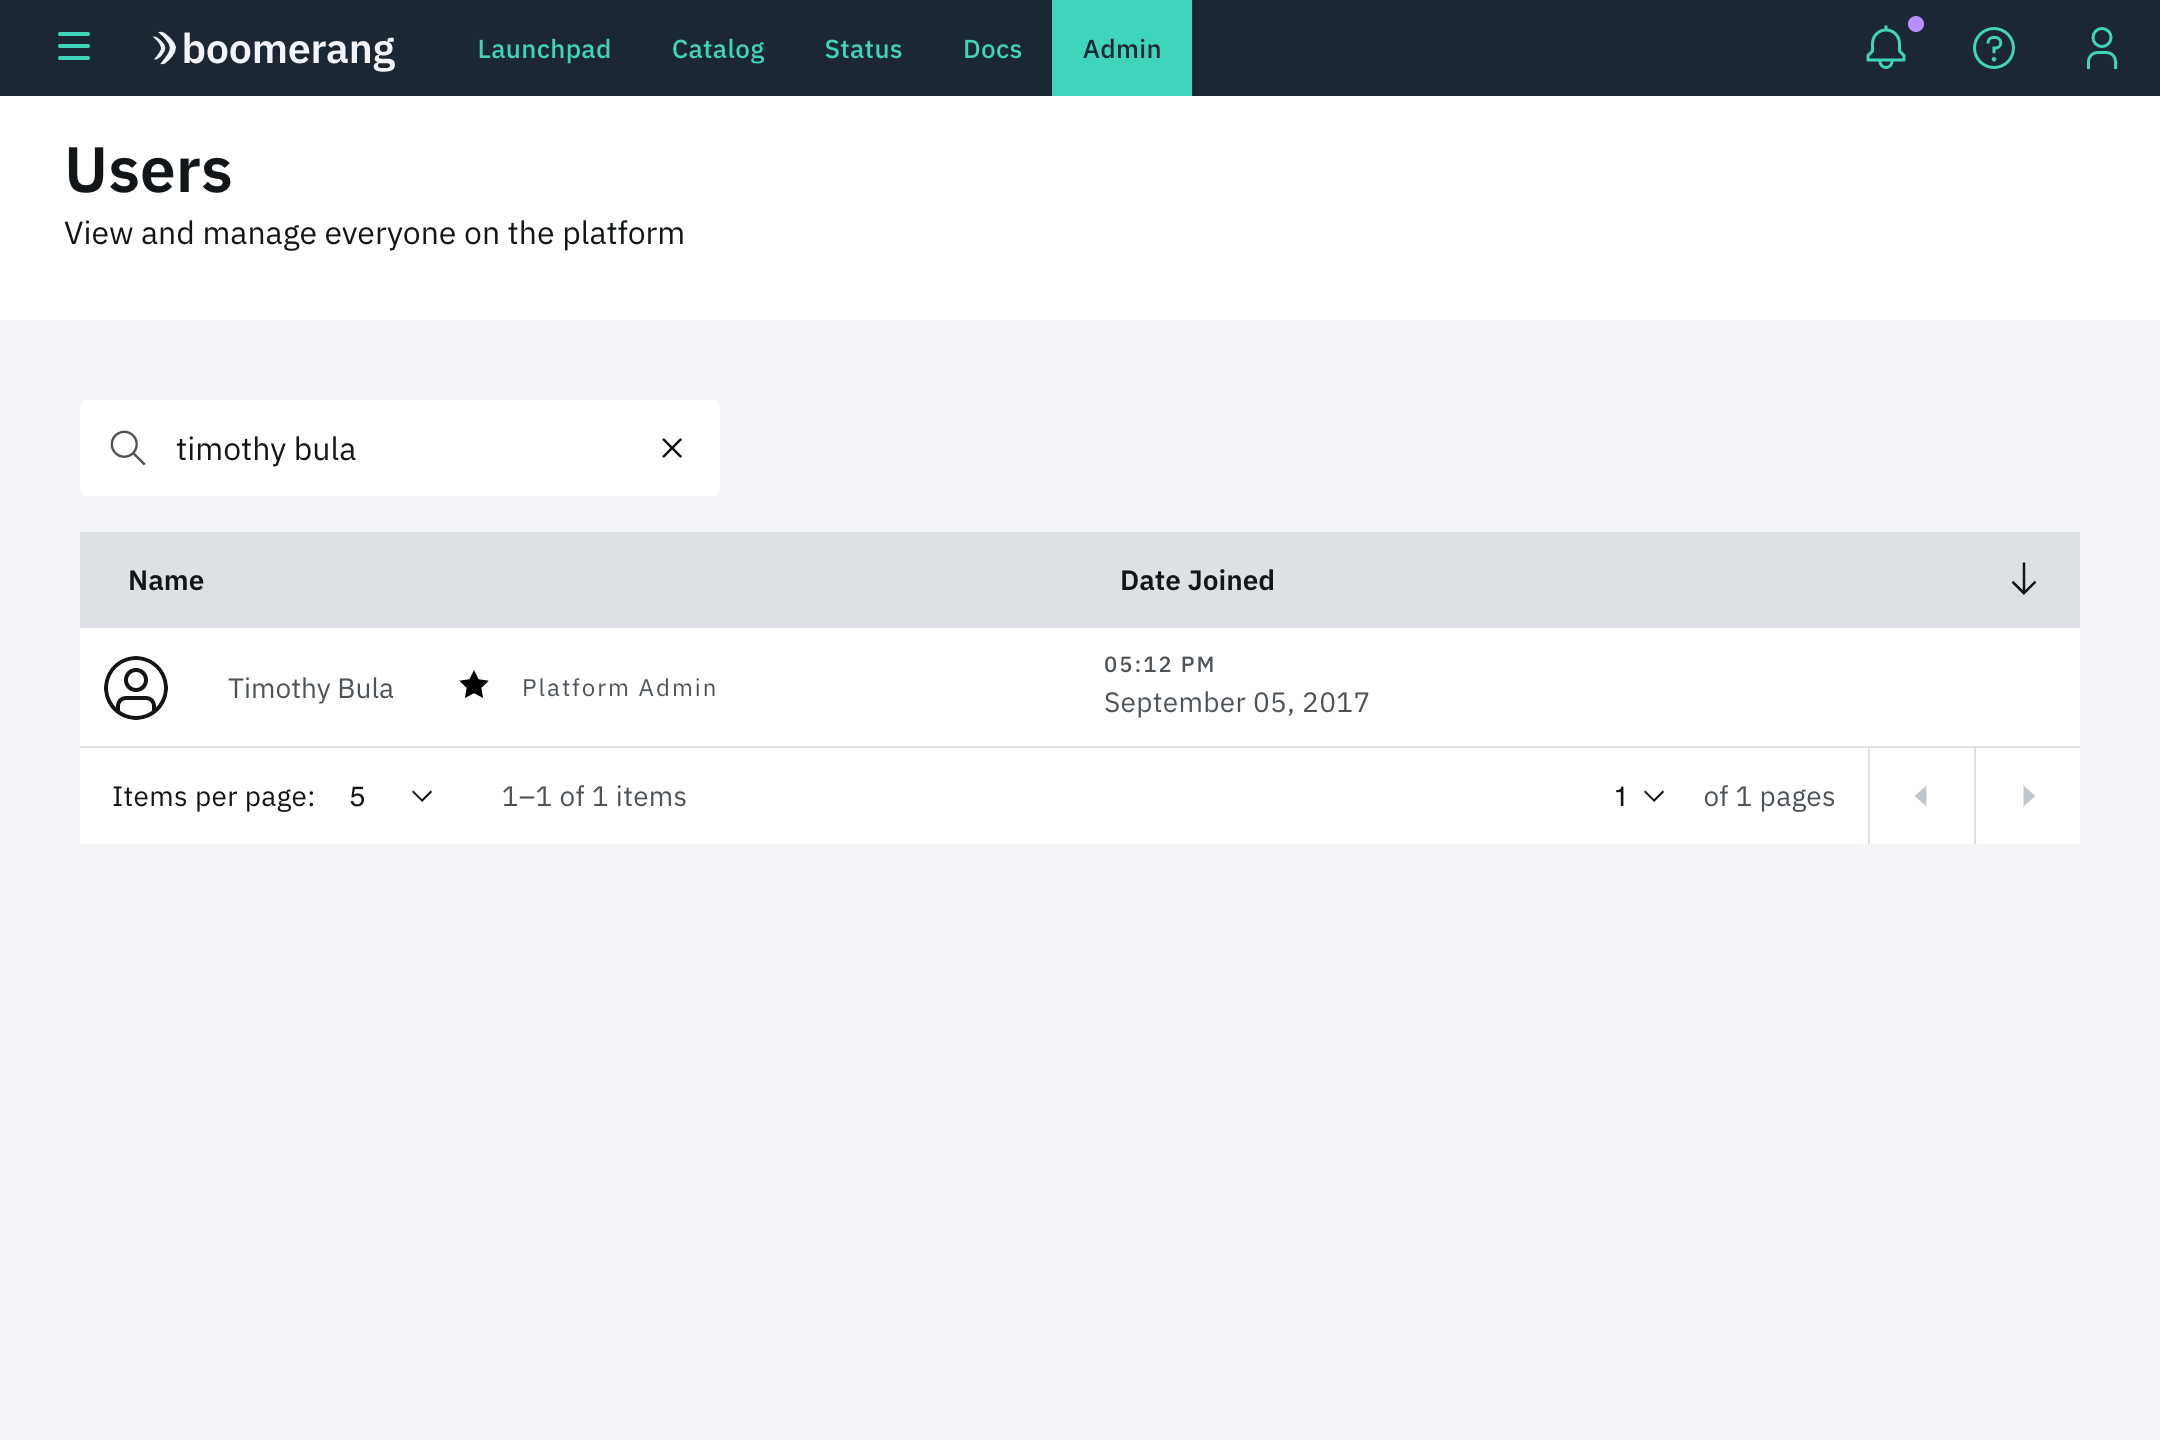 boomerang Launchpad Catalog Status Docs Admin
Users
View and manage everyone on the platform
timothy bula
Name Date Joined
Timothy Bula Platform Admin
05:12 PM
September 05, 2017
Items per page: 5 1–1 of 1 items 1 of 1 pages